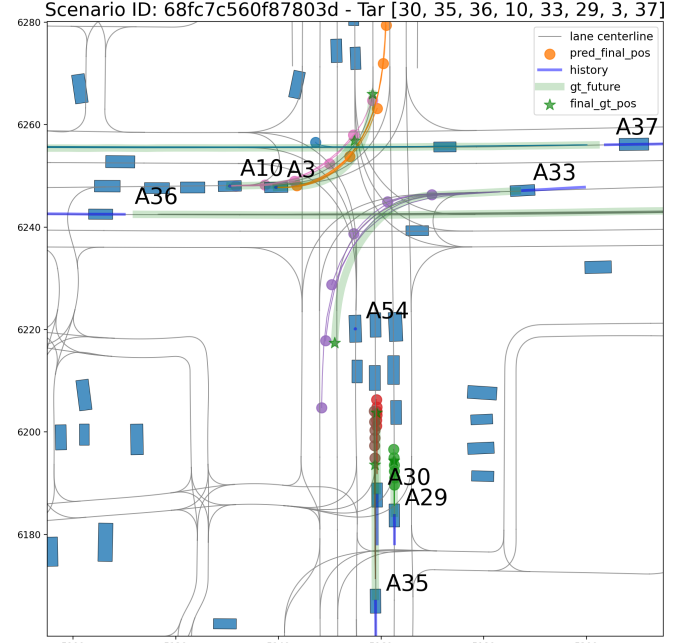 Scenario ID: 68fc7c560f87803d - Tar [30, 35, 36, 10, 33, 29, 3, 37]
6280
lane centerline
pred_final_pos
history
gt_future
final_gt_pos
6260
A37
A10
A3
A33
A36
6240
A54
6220
6200
A30
A29
6180
A35